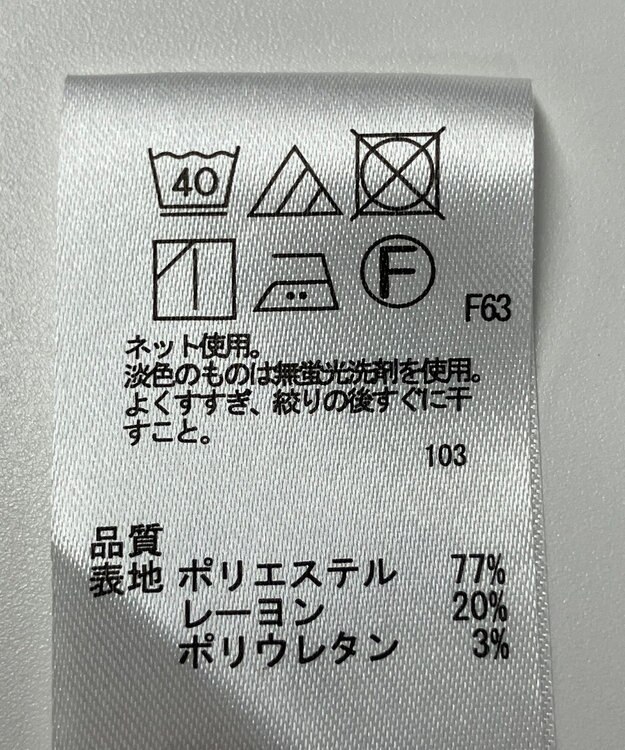 40
F
F63
ネット使用。
淡色のものは無蛍光洗剤を使用。
よくすすぎ、絞りの後すぐに干
すこと。
103
品質
表地 ポリエステル 77%
レーヨン 20%
ポリウレタン 3%